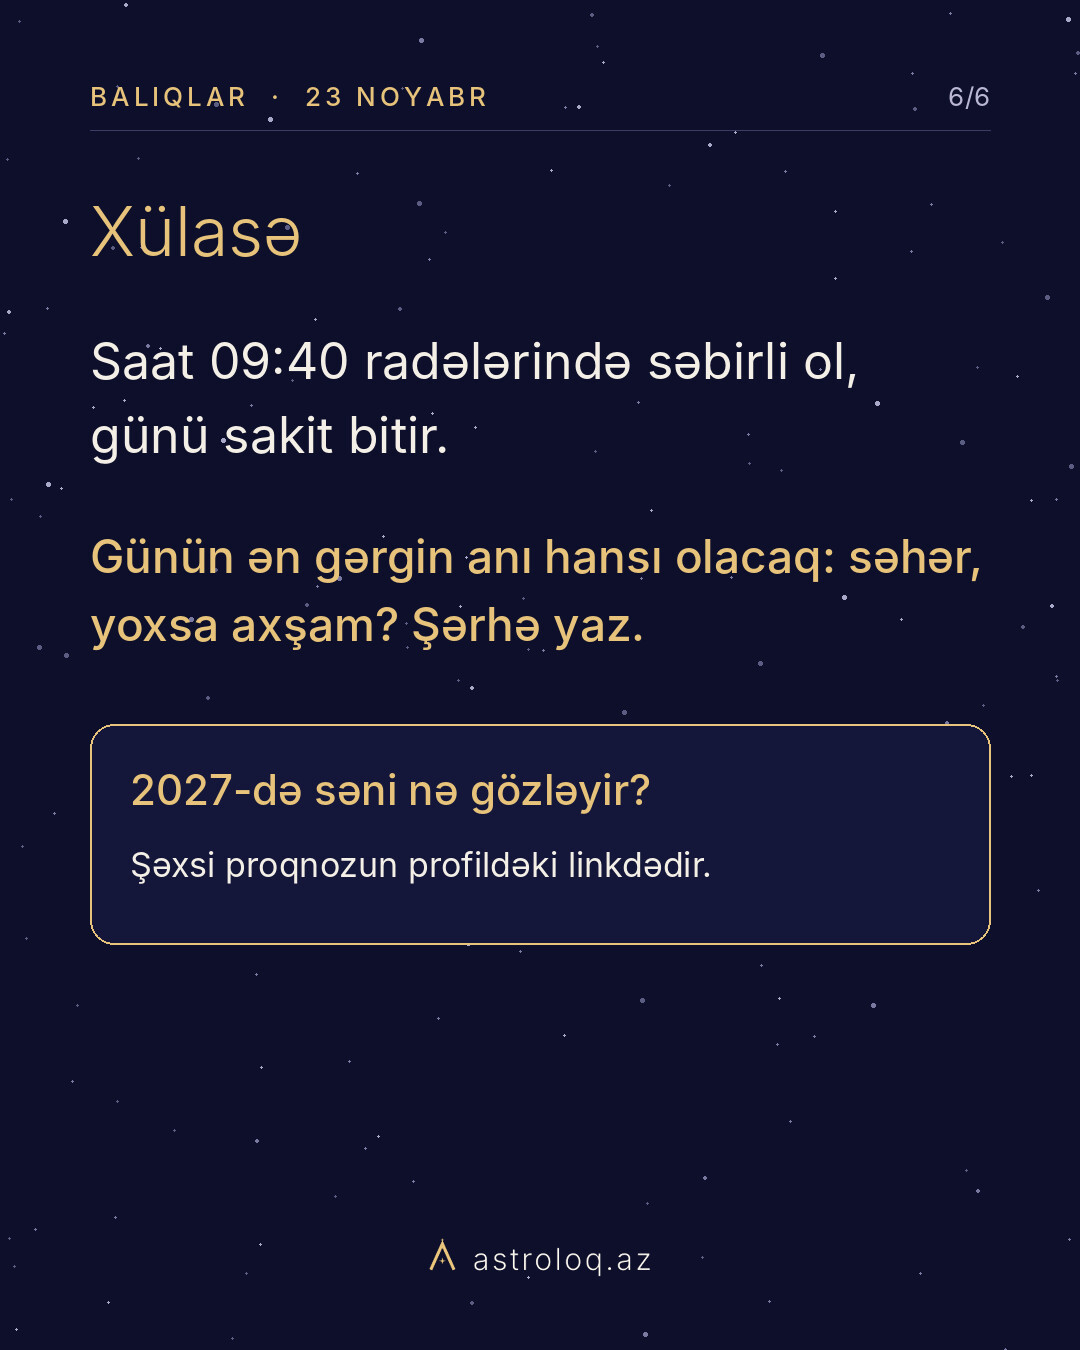 BALIQLAR · 23 NOYABR
6/6
Xülasə
Saat 09:40 radələrində səbirli ol,
günü sakit bitir.
Günün ən gərgin anı hansı olacaq: səhər,
yoxsa axşam? Şərhə yaz.
2027-də səni nə gözləyir?
Şəxsi proqnozun profildəki linkdədir.
astroloq.az